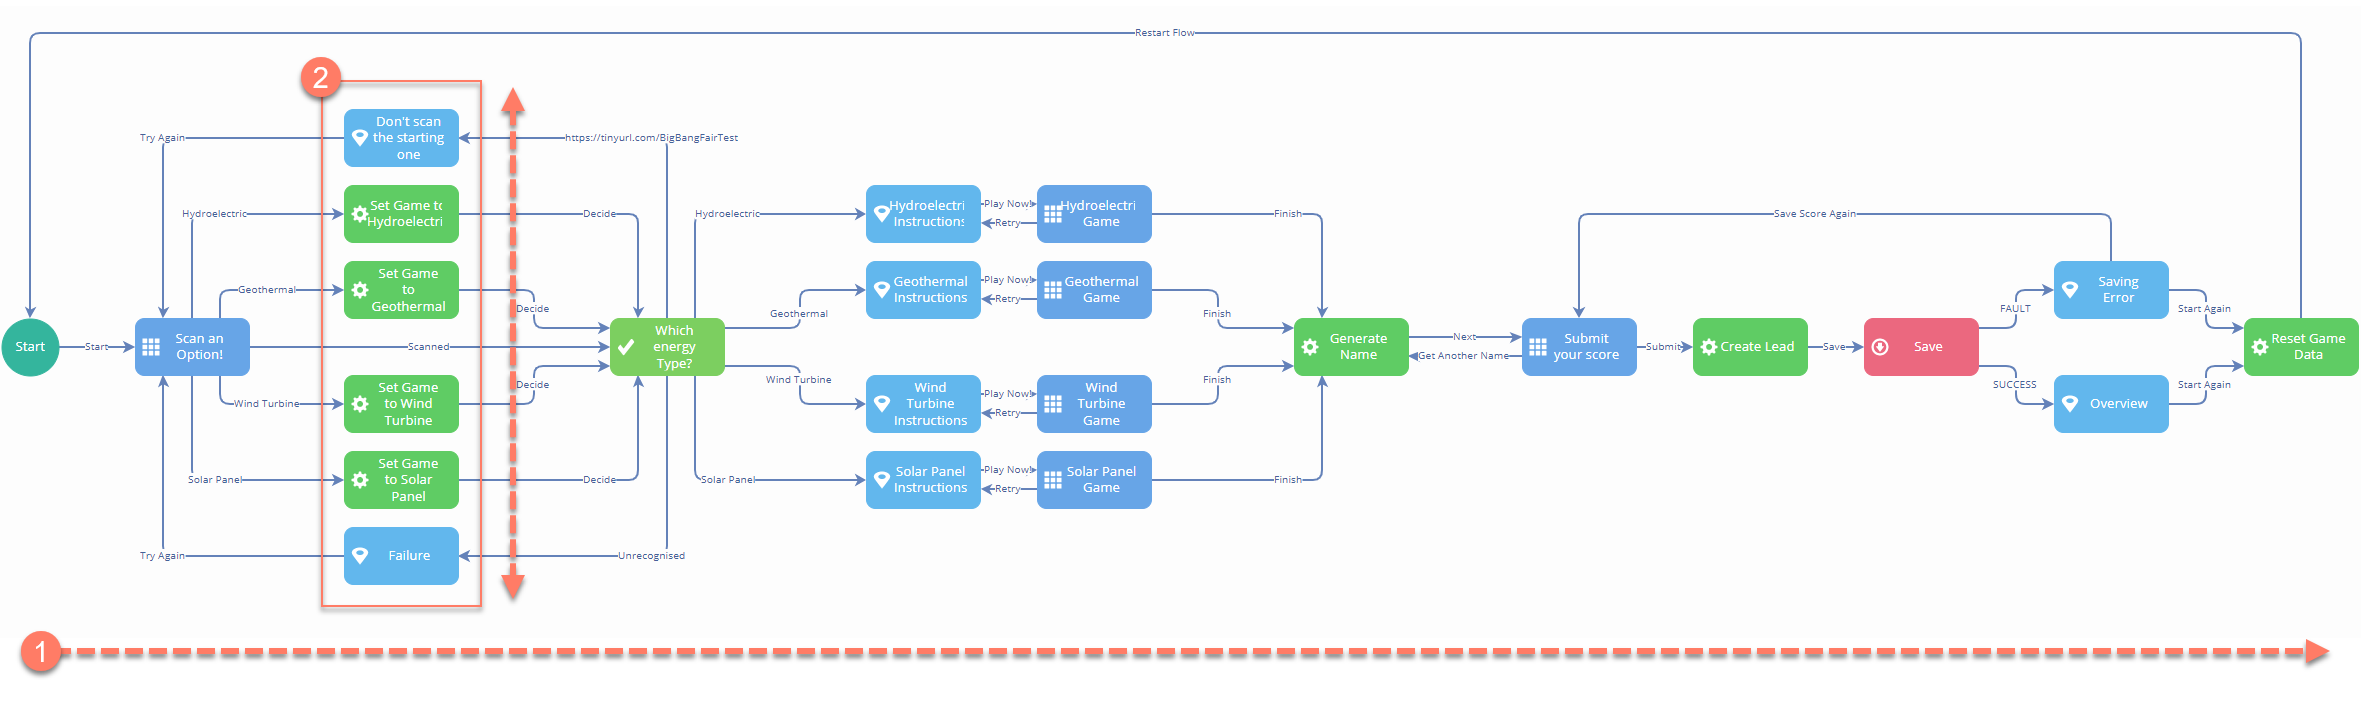 Restart Flow
2
Don't scan
the starting
one
Try Again
https://tinyurl.com/BigBangFairTest
Hydroelectric
Set Game to
Hydroelectri
Decide
Hydroelectric
Hydroelectri
Instructions
Play Now!
Retry
Hydroelectri
Game
Finish
Save Score Again
Geothermal
Set Game
to
Geothermal
Decide
Geothermal
Geothermal
Instructions
Play Now!
Retry
Geothermal
Game
Finish
Saving
Error
FAULT
Start Again
Start
Start
Scan an
Option!
Scanned
Which
energy
Type?
Generate
Name
Next
Get Another Name
Submit
your score
Submit
Create Lead
Save
Save
Reset Game
Data
Wind Turbine
Set Game
to Wind
Turbine
Decide
Wind Turbine
Wind
Turbine
Instructions
Play Now!
Retry
Wind
Turbine
Game
Finish
SUCCESS
Overview
Start Again
Solar Panel
Set Game
to Solar
Panel
Decide
Solar Panel
Solar Panel
Instructions
Play Now!
Retry
Solar Panel
Game
Finish
Try Again
Failure
Unrecognised
1